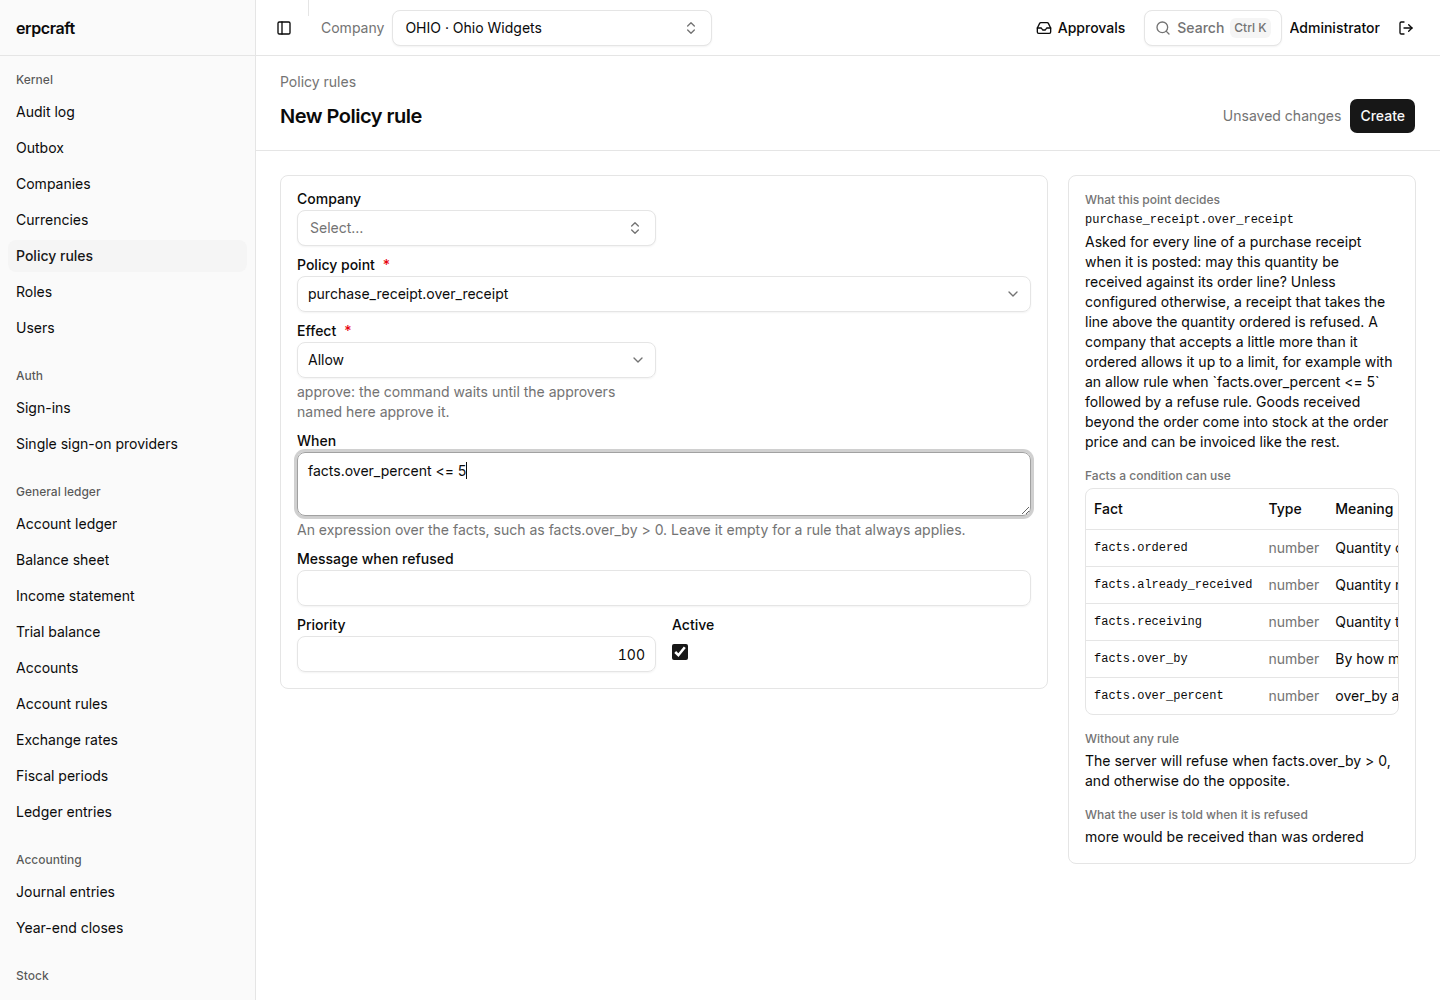 erpcraft
Company
OHIO · Ohio Widgets
Approvals
Search
Ctrl K
Administrator
Kernel
Audit log
Outbox
Companies
Currencies
Policy rules
Roles
Users
Auth
Sign-ins
Single sign-on providers
General ledger
Account ledger
Balance sheet
Income statement
Trial balance
Accounts
Account rules
Exchange rates
Fiscal periods
Ledger entries
Accounting
Journal entries
Year-end closes
Stock
Policy rules
New Policy rule
Unsaved changes
Create
Company
Select...
Policy point *
purchase_receipt.over_receipt
Effect *
Allow
approve: the command waits until the approvers
named here approve it.
When
facts.over_percent <= 5
An expression over the facts, such as facts.over_by > 0. Leave it empty for a rule that always applies.
Message when refused
Priority
100
Active
What this point decides
purchase_receipt.over_receipt
Asked for every line of a purchase receipt
when it is posted: may this quantity be
received against its order line? Unless
configured otherwise, a receipt that takes the
line above the quantity ordered is refused. A
company that accepts a little more than it
ordered allows it up to a limit, for example with
an allow rule when `facts.over_percent <= 5`
followed by a refuse rule. Goods received
beyond the order come into stock at the order
price and can be invoiced like the rest.
Facts a condition can use
Fact Type Meaning
facts.ordered number Quantity
facts.already_received number Quantity
facts.receiving number Quantity
facts.over_by number By how
facts.over_percent number over_by
Without any rule
The server will refuse when facts.over_by > 0,
and otherwise do the opposite.
What the user is told when it is refused
more would be received than was ordered